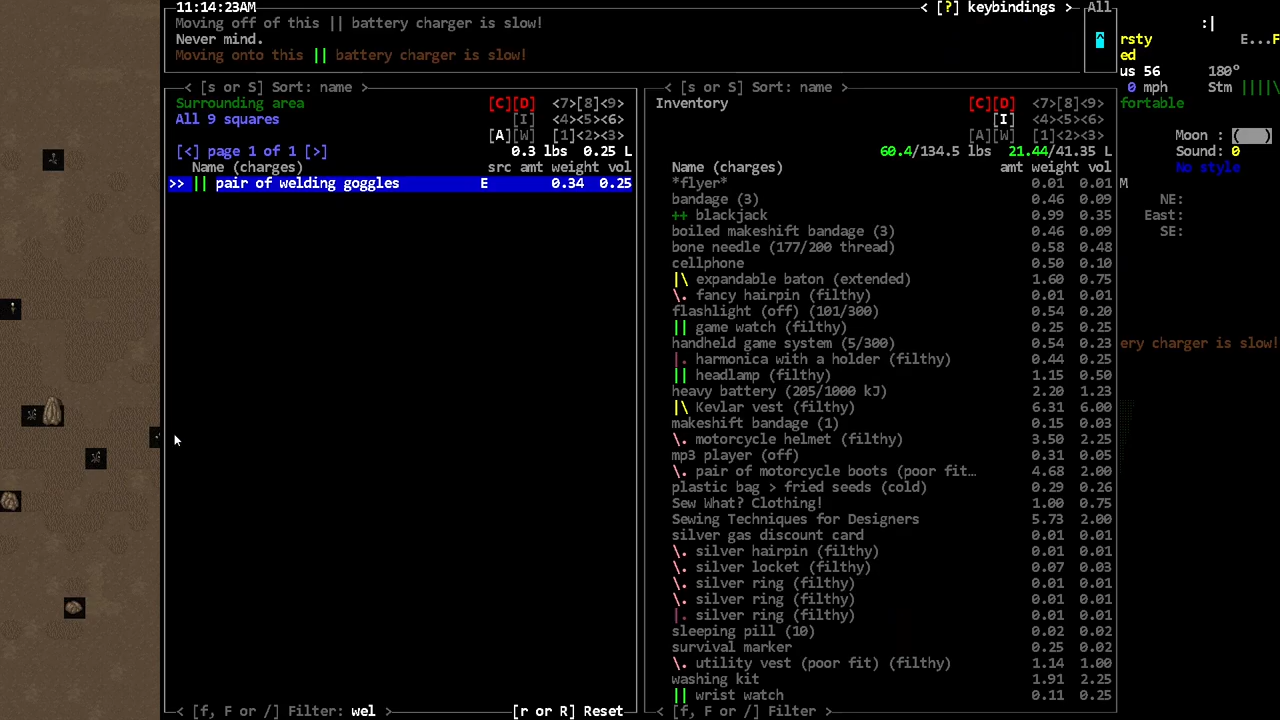 11:14:23AM < [?] keybindings > All
Moving off of this || battery charger is slow!
Never mind.
Moving onto this || battery charger is slow!
^
:|
rsty E...F
ed
us 56 180°
0 mph Stm ||||\
fortable
Moon : ( )
Sound: 0
No style
M
NE:
East:
SE:
ery charger is slow!
< [s or S] Sort: name >
Surrounding area [C][D] <7>[8]<9>
All 9 squares [I] <4><5><6>
[A][W] [1]<2><3>
[<] page 1 of 1 [>] 0.3 lbs 0.25 L
Name (charges) src amt weight vol
>> || pair of welding goggles E 0.34 0.25
< [f, F or /] Filter: wel > [r or R] Reset
< [s or S] Sort: name >
Inventory [C][D] <7>[8]<9>
[I] <4><5><6>
[A][W] [1]<2><3>
60.4/134.5 lbs 21.44/41.35 L
Name (charges) amt weight vol
*flyer* 0.01 0.01
bandage (3) 0.46 0.09
++ blackjack 0.99 0.35
boiled makeshift bandage (3) 0.46 0.09
bone needle (177/200 thread) 0.58 0.48
cellphone 0.50 0.10
|\ expandable baton (extended) 1.60 0.75
\. fancy hairpin (filthy) 0.01 0.01
flashlight (off) (101/300) 0.54 0.20
|| game watch (filthy) 0.25 0.25
handheld game system (5/300) 0.54 0.23
|. harmonica with a holder (filthy) 0.44 0.25
|| headlamp (filthy) 1.15 0.50
heavy battery (205/1000 kJ) 2.20 1.23
|\ Kevlar vest (filthy) 6.31 6.00
makeshift bandage (1) 0.15 0.03
\. motorcycle helmet (filthy) 3.50 2.25
mp3 player (off) 0.31 0.05
\. pair of motorcycle boots (poor fit… 4.68 2.00
plastic bag > fried seeds (cold) 0.29 0.26
Sew What? Clothing! 1.00 0.75
Sewing Techniques for Designers 5.73 2.00
silver gas discount card 0.01 0.01
\. silver hairpin (filthy) 0.01 0.01
\. silver locket (filthy) 0.07 0.03
\. silver ring (filthy) 0.01 0.01
\. silver ring (filthy) 0.01 0.01
|. silver ring (filthy) 0.01 0.01
sleeping pill (10) 0.02 0.02
survival marker 0.25 0.02
\. utility vest (poor fit) (filthy) 1.14 1.00
washing kit 1.91 2.25
|| wrist watch 0.11 0.25
< [f, F or /] Filter >